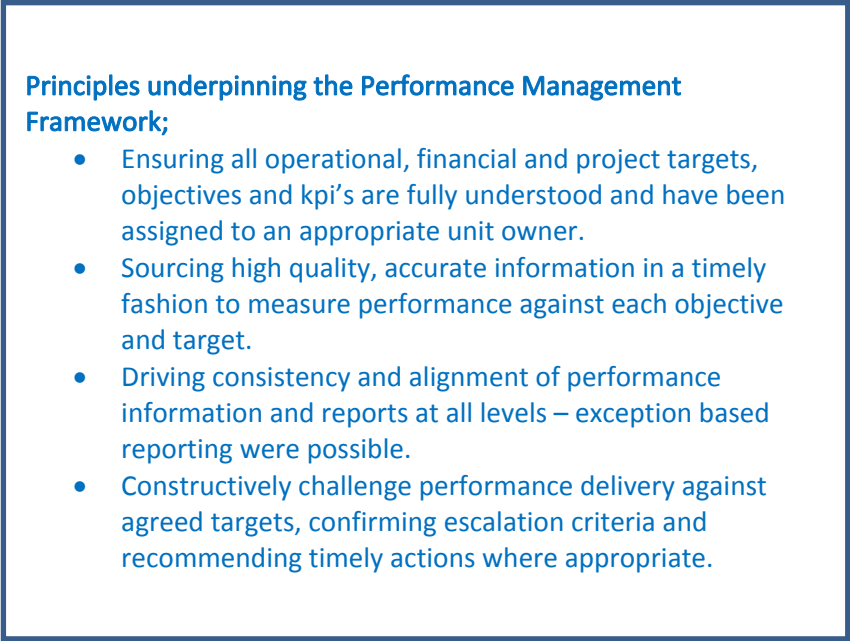 Principles underpinning the Performance Management
Framework;
• Ensuring all operational, financial and project targets,
objectives and kpi’s are fully understood and have been
assigned to an appropriate unit owner.
• Sourcing high quality, accurate information in a timely
fashion to measure performance against each objective
and target.
• Driving consistency and alignment of performance
information and reports at all levels – exception based
reporting were possible.
• Constructively challenge performance delivery against
agreed targets, confirming escalation criteria and
recommending timely actions where appropriate.